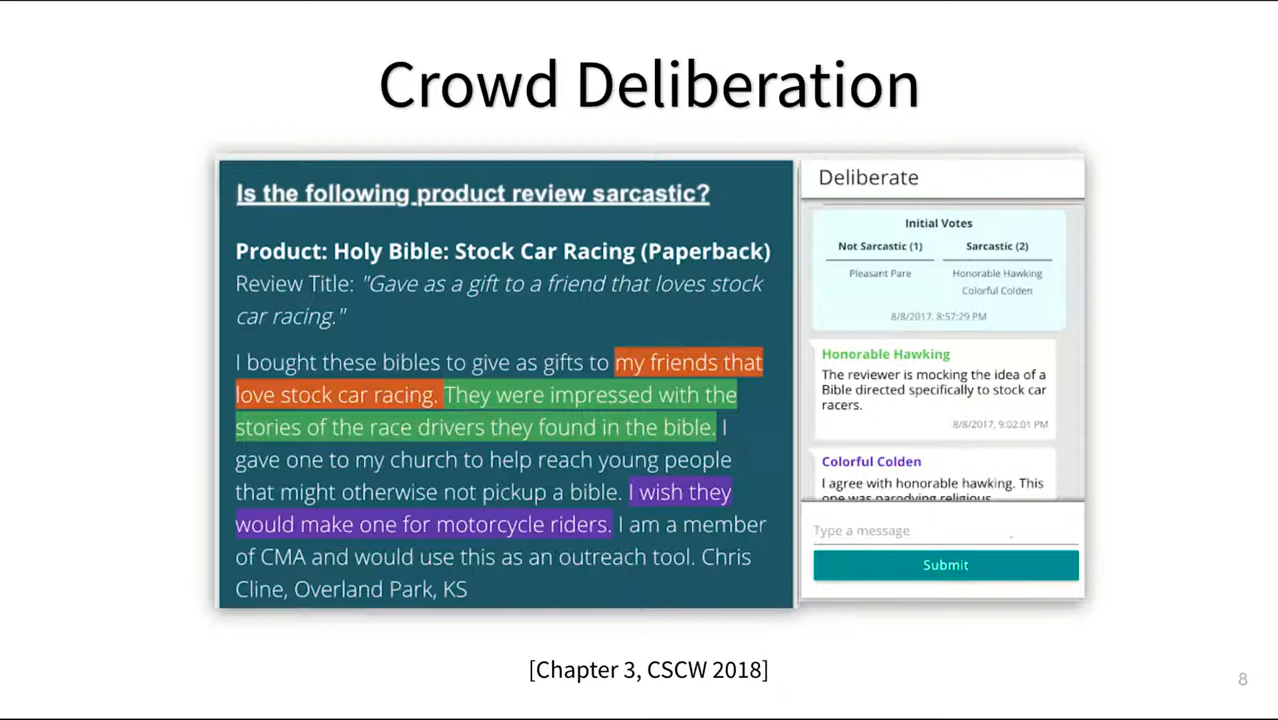 Crowd Deliberation
Is the following product review sarcastic?
Product: Holy Bible: Stock Car Racing (Paperback)
Review Title: "Gave as a gift to a friend that loves stock
car racing."
I bought these bibles to give as gifts to my friends that
love stock car racing. They were impressed with the
stories of the race drivers they found in the bible. I
gave one to my church to help reach young people
that might otherwise not pickup a bible. I wish they
would make one for motorcycle riders. I am a member
of CMA and would use this as an outreach tool. Chris
Cline, Overland Park, KS
Deliberate
Initial Votes
Not Sarcastic (1) Sarcastic (2)
Pleasant Pare Honorable Hawking
Colorful Colden
8/8/2017, 8:57:29 PM
Honorable Hawking
The reviewer is mocking the idea of a
Bible directed specifically to stock car
racers.
8/8/2017, 9:02:01 PM
Colorful Colden
I agree with honorable hawking. This
one was parodying religious
Type a message
Submit
[Chapter 3, CSCW 2018]
8